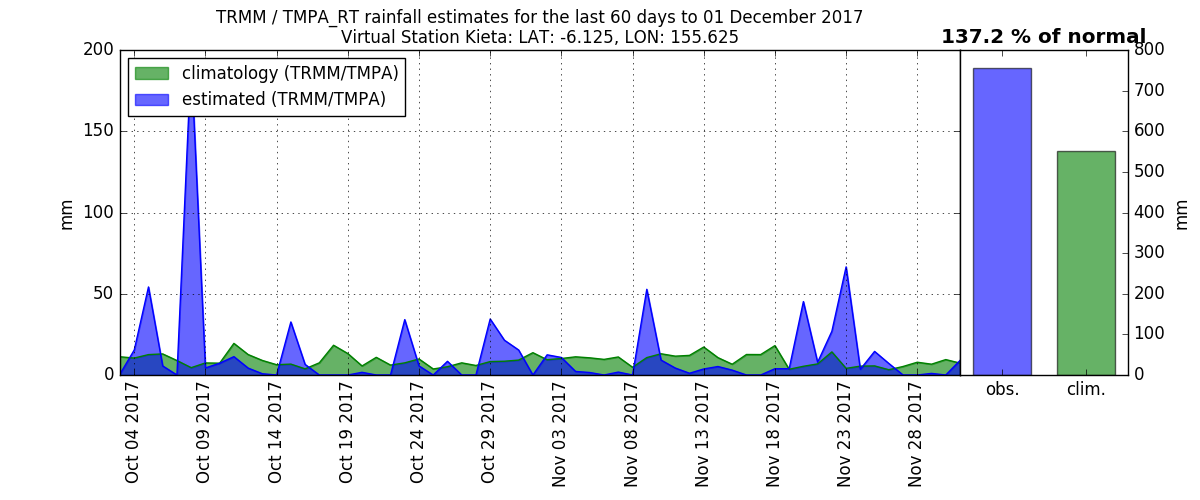 TRMM / TMPA_RT rainfall estimates for the last 60 days to 01 December 2017
Virtual Station Kieta: LAT: -6.125, LON: 155.625
137.2 % of normal
climatology (TRMM/TMPA)
estimated (TRMM/TMPA)
200
150
100
50
0
mm
Oct 04 2017
Oct 09 2017
Oct 14 2017
Oct 19 2017
Oct 24 2017
Oct 29 2017
Nov 03 2017
Nov 08 2017
Nov 13 2017
Nov 18 2017
Nov 23 2017
Nov 28 2017
800
700
600
500
400
300
200
100
0
mm
obs.
clim.